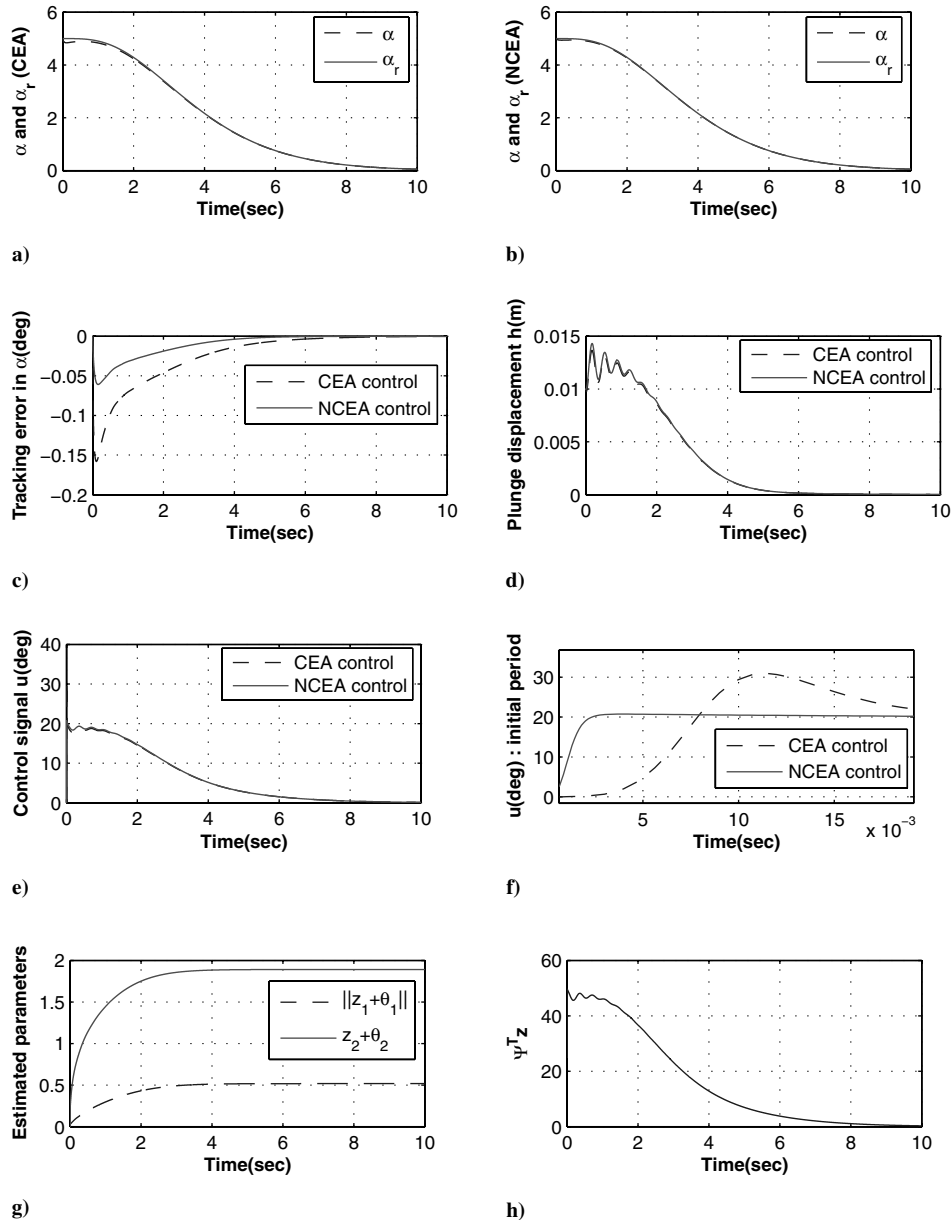 α and α_r (CEA)
6
4
2
0
0 2 4 6 8 10
α
α_r
Time(sec)
a)
α and α_r (NCEA)
6
4
2
0
0 2 4 6 8 10
α
α_r
Time(sec)
b)
Tracking error in α(deg)
0
−0.05
−0.1
−0.15
−0.2
0 2 4 6 8 10
CEA control
NCEA control
Time(sec)
c)
Plunge displacement h(m)
0.015
0.01
0.005
0
0 2 4 6 8 10
CEA control
NCEA control
Time(sec)
d)
Control signal u(deg)
40
30
20
10
0
0 2 4 6 8 10
CEA control
NCEA control
Time(sec)
e)
u(deg) : initial period
30
20
10
0
5 10 15
x 10⁻³
CEA control
NCEA control
Time(sec)
f)
Estimated parameters
2
1.5
1
0.5
0
0 2 4 6 8 10
||z₁+θ₁||
z₂+θ₂
Time(sec)
g)
Ψᵀz
60
40
20
0
0 2 4 6 8 10
Time(sec)
h)